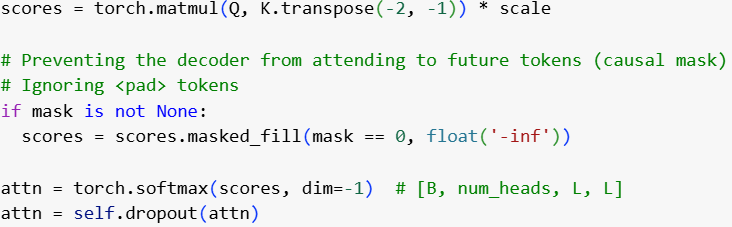 scores = torch.matmul(Q, K.transpose(-2, -1)) * scale
# Preventing the decoder from attending to future tokens (causal mask)
# Ignoring <pad> tokens
if mask is not None:
  scores = scores.masked_fill(mask == 0, float('-inf'))
attn = torch.softmax(scores, dim=-1)  # [B, num_heads, L, L]
attn = self.dropout(attn)